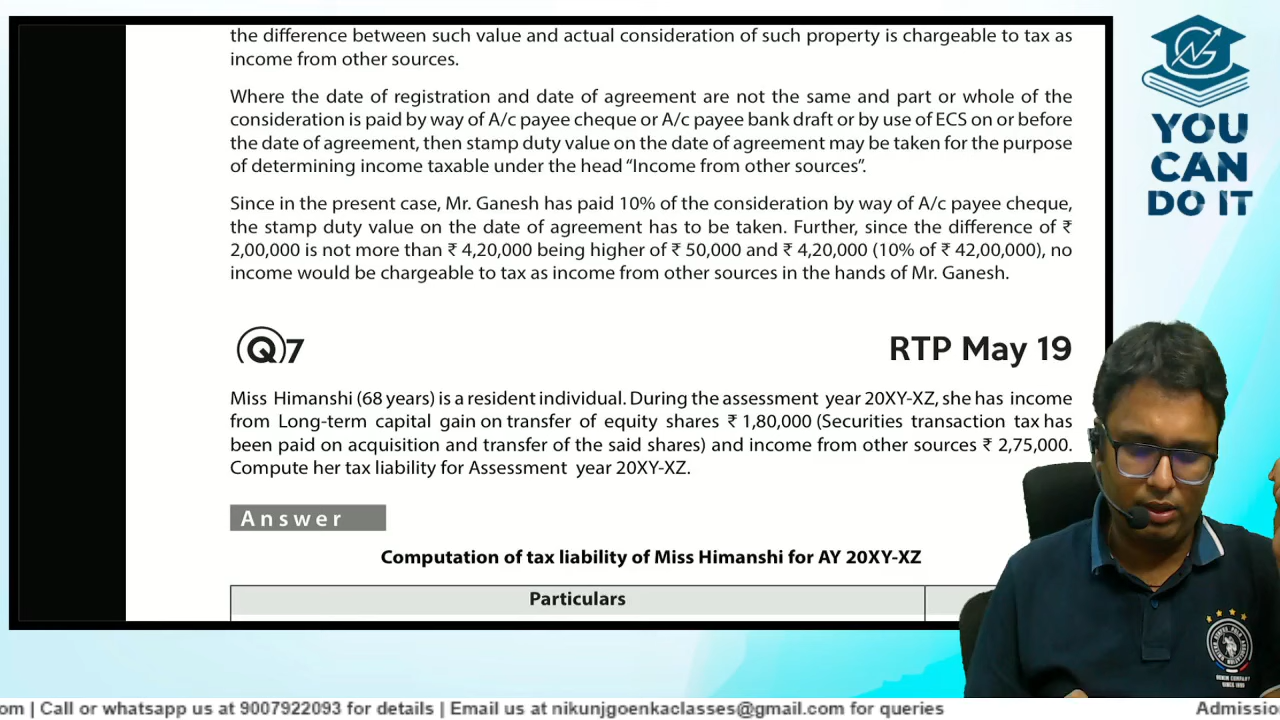 the difference between such value and actual consideration of such property is chargeable to tax as
income from other sources.
Where the date of registration and date of agreement are not the same and part or whole of the
consideration is paid by way of A/c payee cheque or A/c payee bank draft or by use of ECS on or before
the date of agreement, then stamp duty value on the date of agreement may be taken for the purpose
of determining income taxable under the head “Income from other sources”.
Since in the present case, Mr. Ganesh has paid 10% of the consideration by way of A/c payee cheque,
the stamp duty value on the date of agreement has to be taken. Further, since the difference of ₹
2,00,000 is not more than ₹ 4,20,000 being higher of ₹ 50,000 and ₹ 4,20,000 (10% of ₹ 42,00,000), no
income would be chargeable to tax as income from other sources in the hands of Mr. Ganesh.
Q7
RTP May 19
Miss Himanshi (68 years) is a resident individual. During the assessment year 20XY-XZ, she has income
from Long-term capital gain on transfer of equity shares ₹ 1,80,000 (Securities transaction tax has
been paid on acquisition and transfer of the said shares) and income from other sources ₹ 2,75,000.
Compute her tax liability for Assessment year 20XY-XZ.
Answer
Computation of tax liability of Miss Himanshi for AY 20XY-XZ
Particulars
YOU
CAN
DO IT
om | Call or whatsapp us at 9007922093 for details | Email us at nikunjgoenkaclasses@gmail.com for queries
Admissio